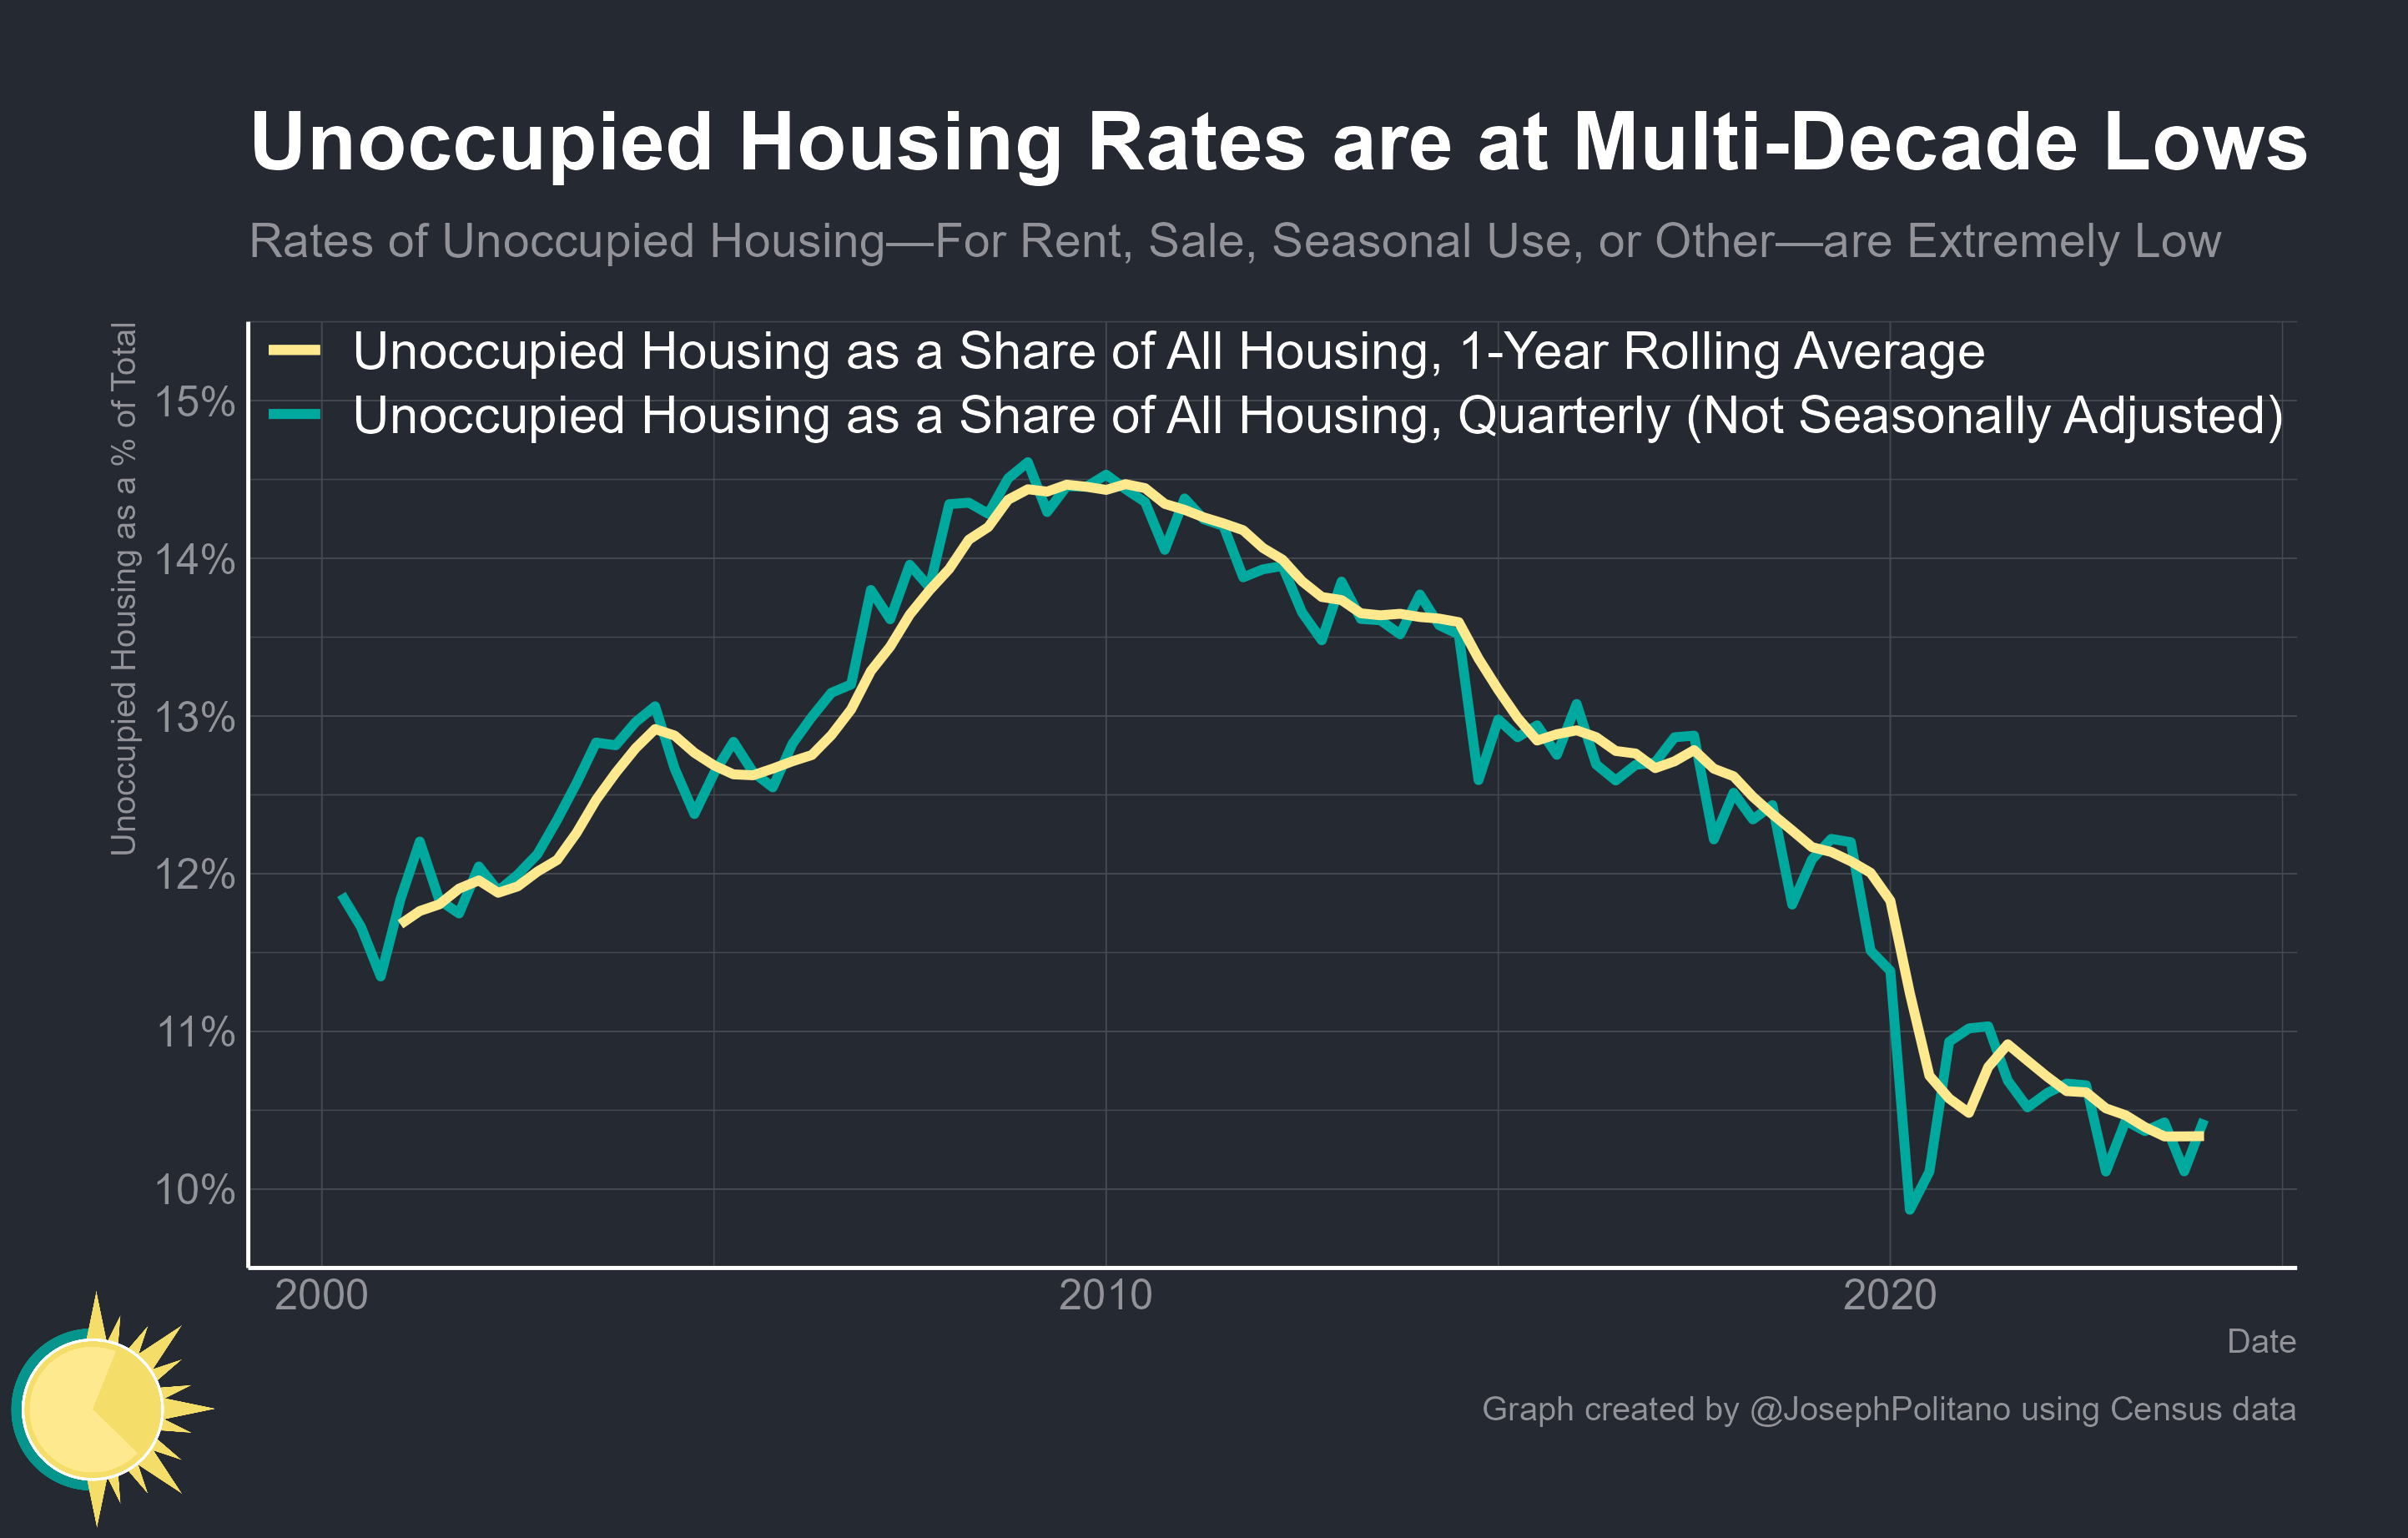 Unoccupied Housing Rates are at Multi-Decade Lows
Rates of Unoccupied Housing—For Rent, Sale, Seasonal Use, or Other—are Extremely Low
Unoccupied Housing as a % of Total
Unoccupied Housing as a Share of All Housing, 1-Year Rolling Average
Unoccupied Housing as a Share of All Housing, Quarterly (Not Seasonally Adjusted)
15%
14%
13%
12%
11%
10%
2000
2010
2020
Date
Graph created by @JosephPolitano using Census data